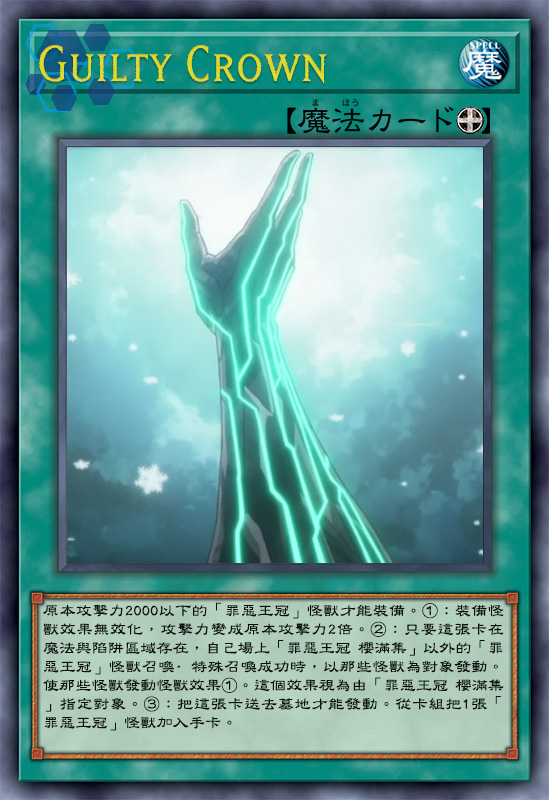 Guilty Crown
SPELL
魔
まほう
【魔法カード】
原本攻擊力2000以下的「罪惡王冠」怪獸才能裝備。①：裝備怪
獸效果無效化，攻擊力變成原本攻擊力2倍。②：只要這張卡在
魔法與陷阱區域存在，自己場上「罪惡王冠 櫻滿集」以外的「罪
惡王冠」怪獸召喚．特殊召喚成功時，以那些怪獸為對象發動。
使那些怪獸發動怪獸效果①。這個效果視為由「罪惡王冠 櫻滿集
」指定對象。③：把這張卡送去墓地才能發動。從卡組把1張「
罪惡王冠」怪獸加入手卡。